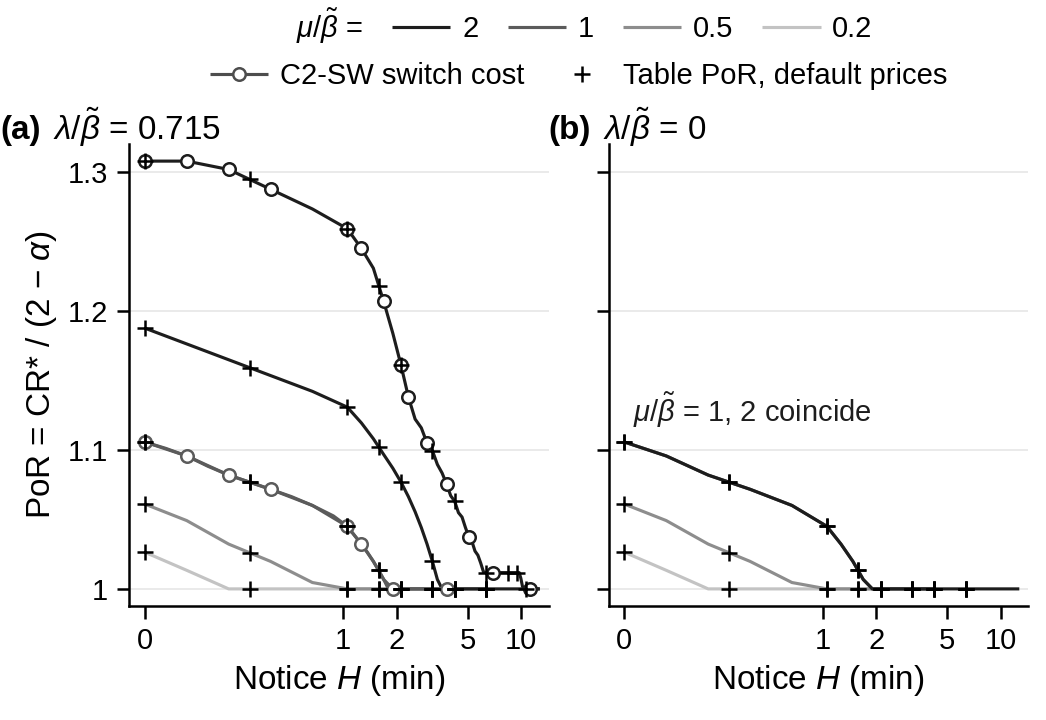 μ/β̃ = 2 1 0.5 0.2
C2-SW switch cost Table PoR, default prices
(a) λ/β̃ = 0.715
(b) λ/β̃ = 0
PoR = CR* / (2 − α)
1.3
1.2
1.1
1
0 1 2 5 10
Notice H (min)
μ/β̃ = 1, 2 coincide
0 1 2 5 10
Notice H (min)